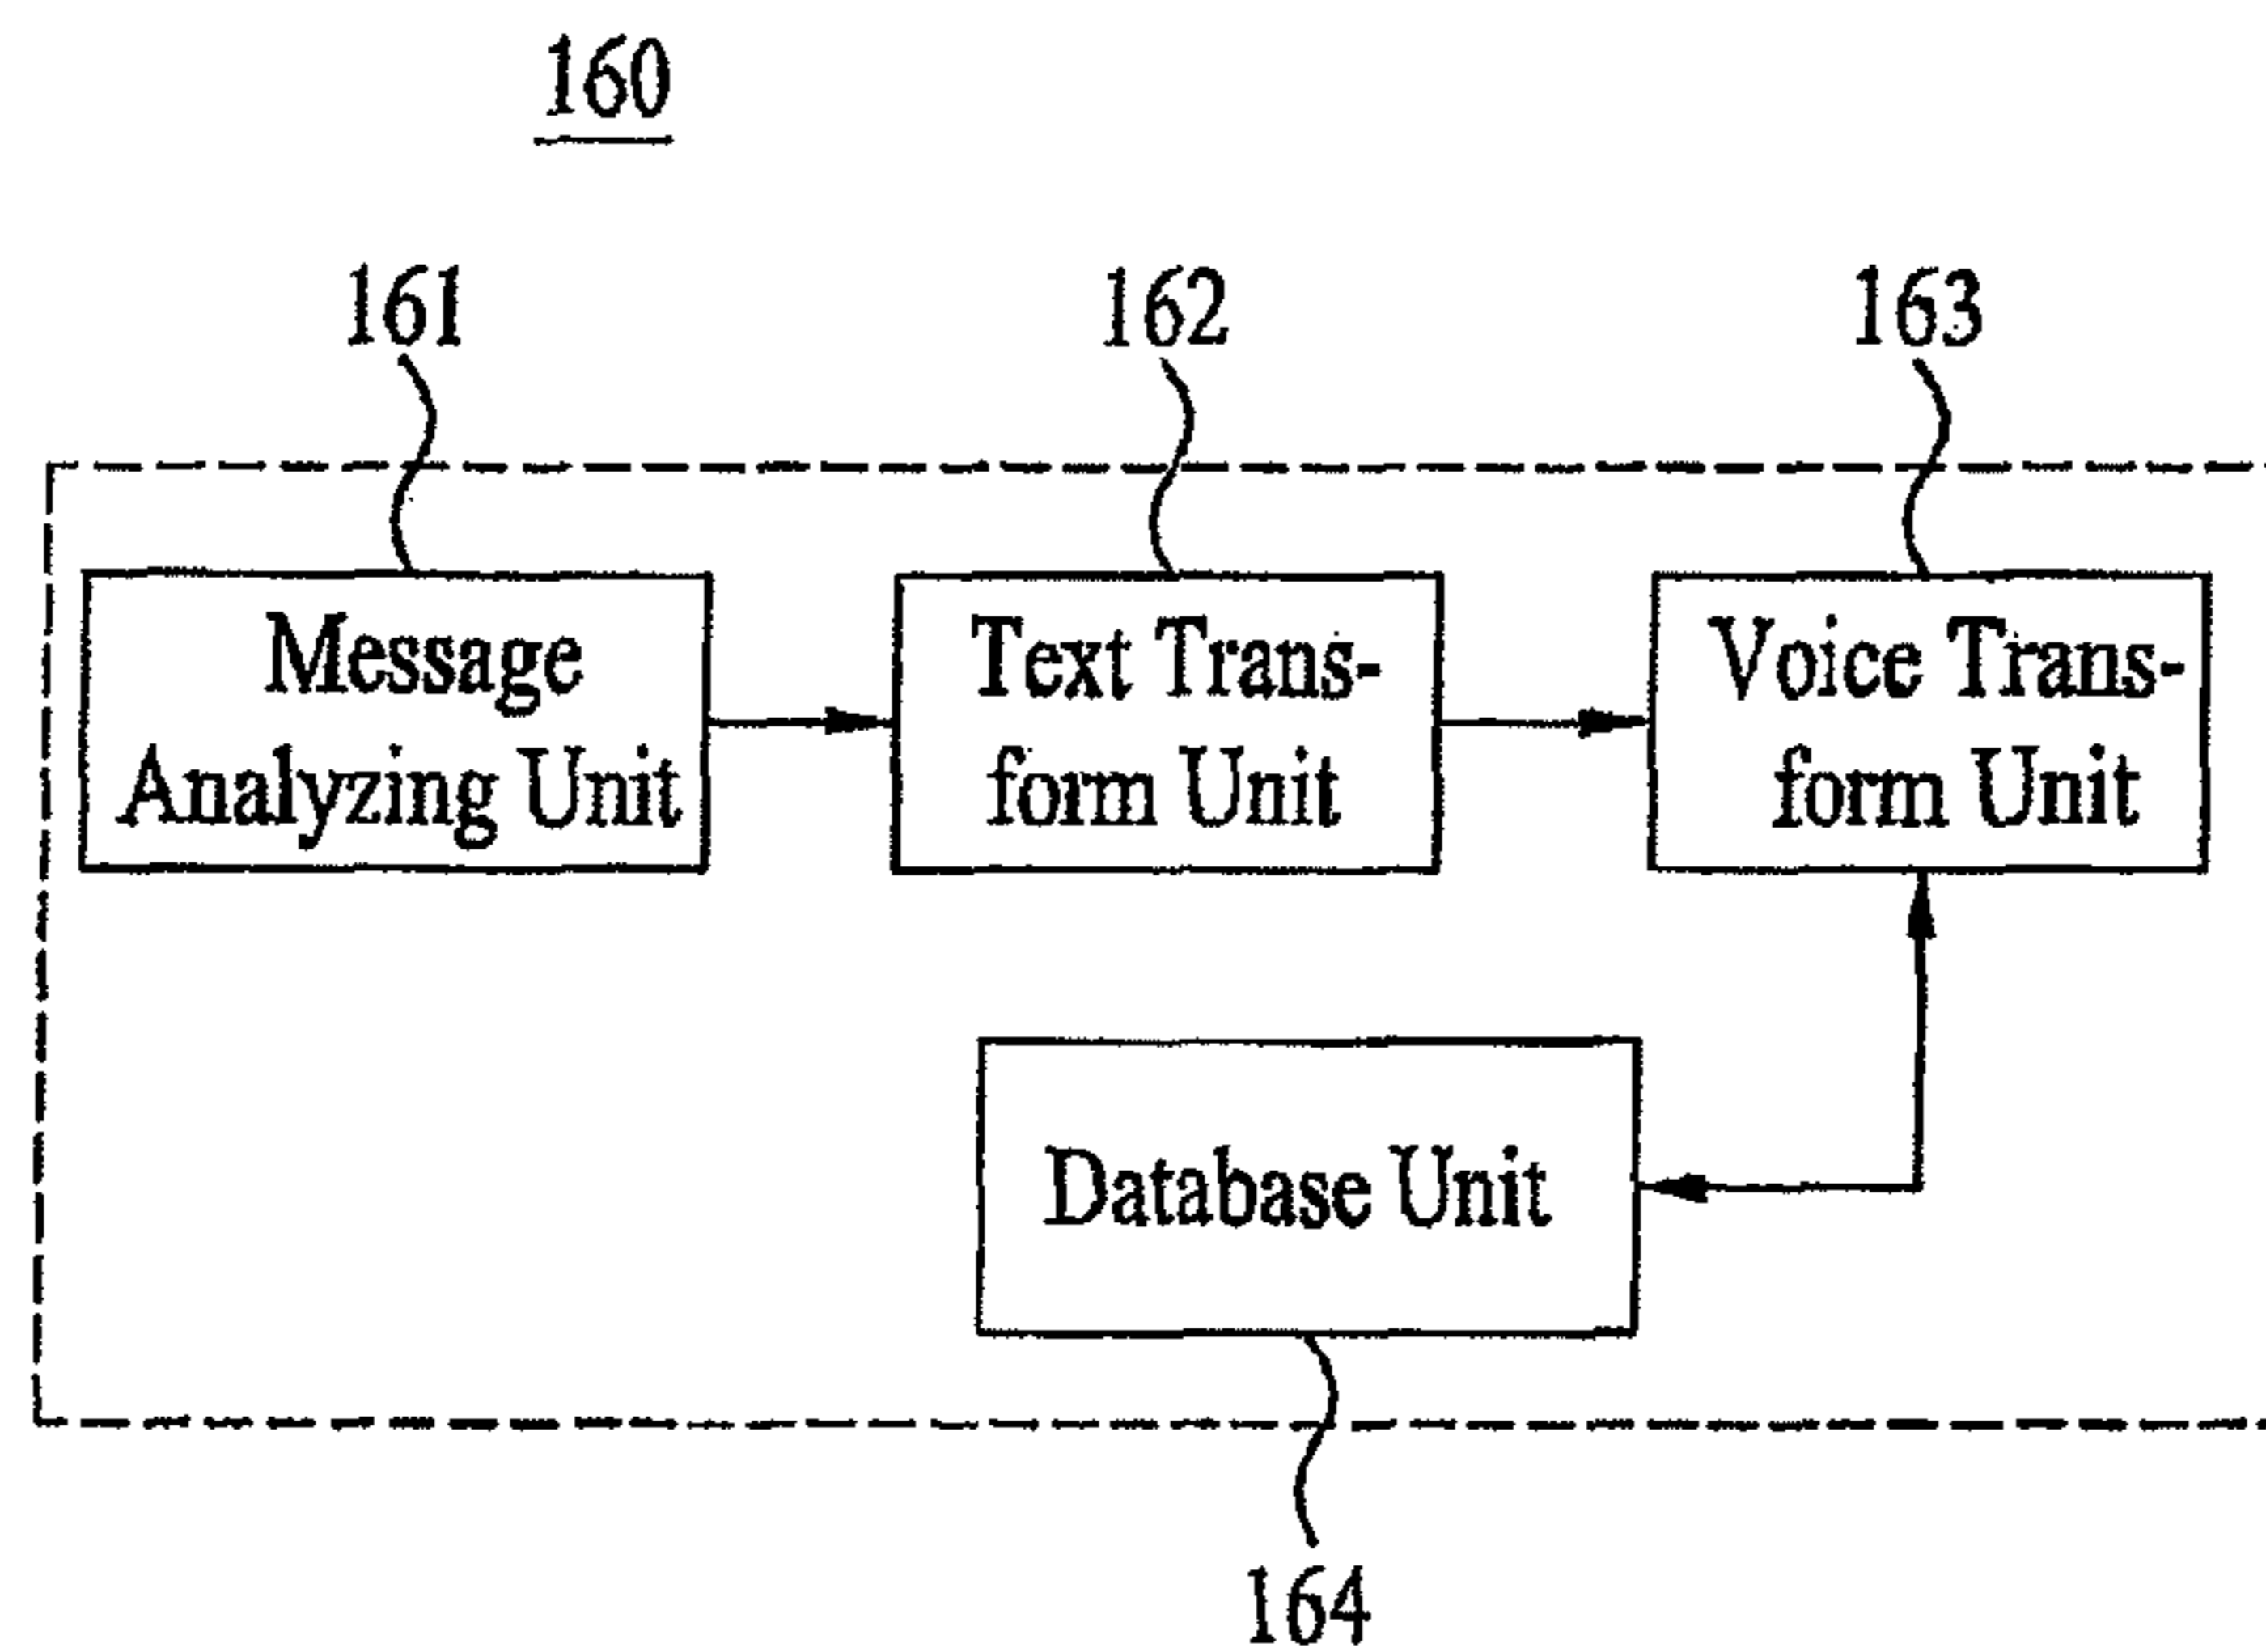 160
161
162
163
Message
Analyzing Unit
Text Trans-
form Unit
Voice Trans-
form Unit
Database Unit
164